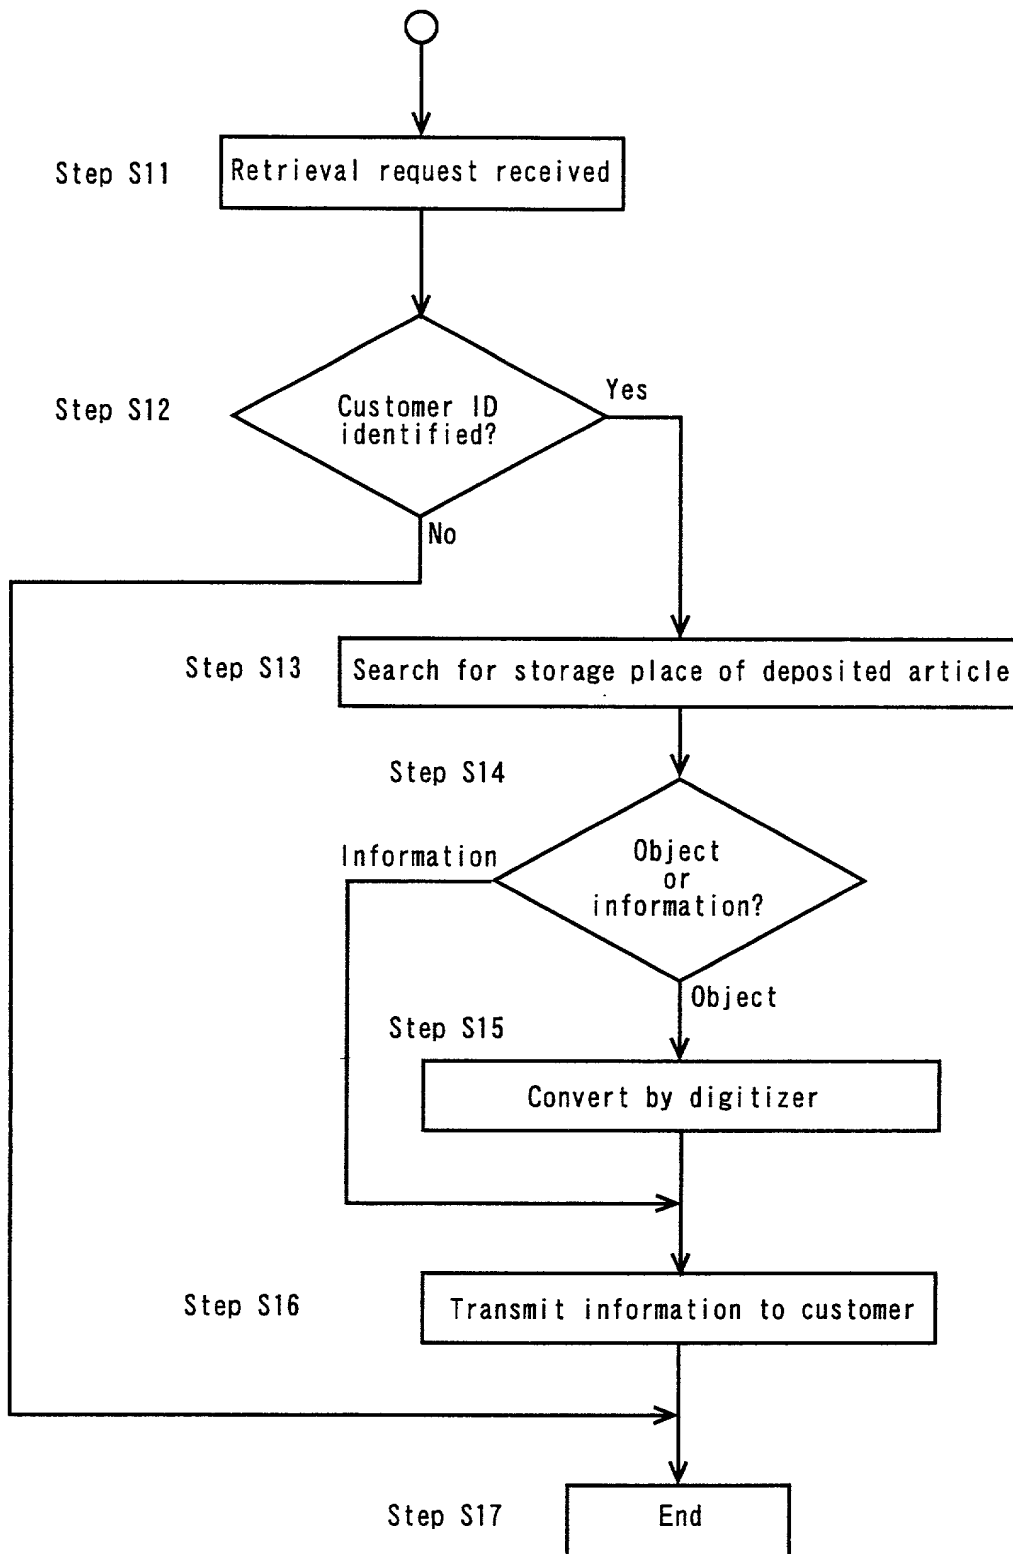 Step S11
Retrieval request received
Step S12
Customer ID
identified?
Yes
No
Step S13
Search for storage place of deposited article
Step S14
Information
Object
or
information?
Object
Step S15
Convert by digitizer
Step S16
Transmit information to customer
Step S17
End